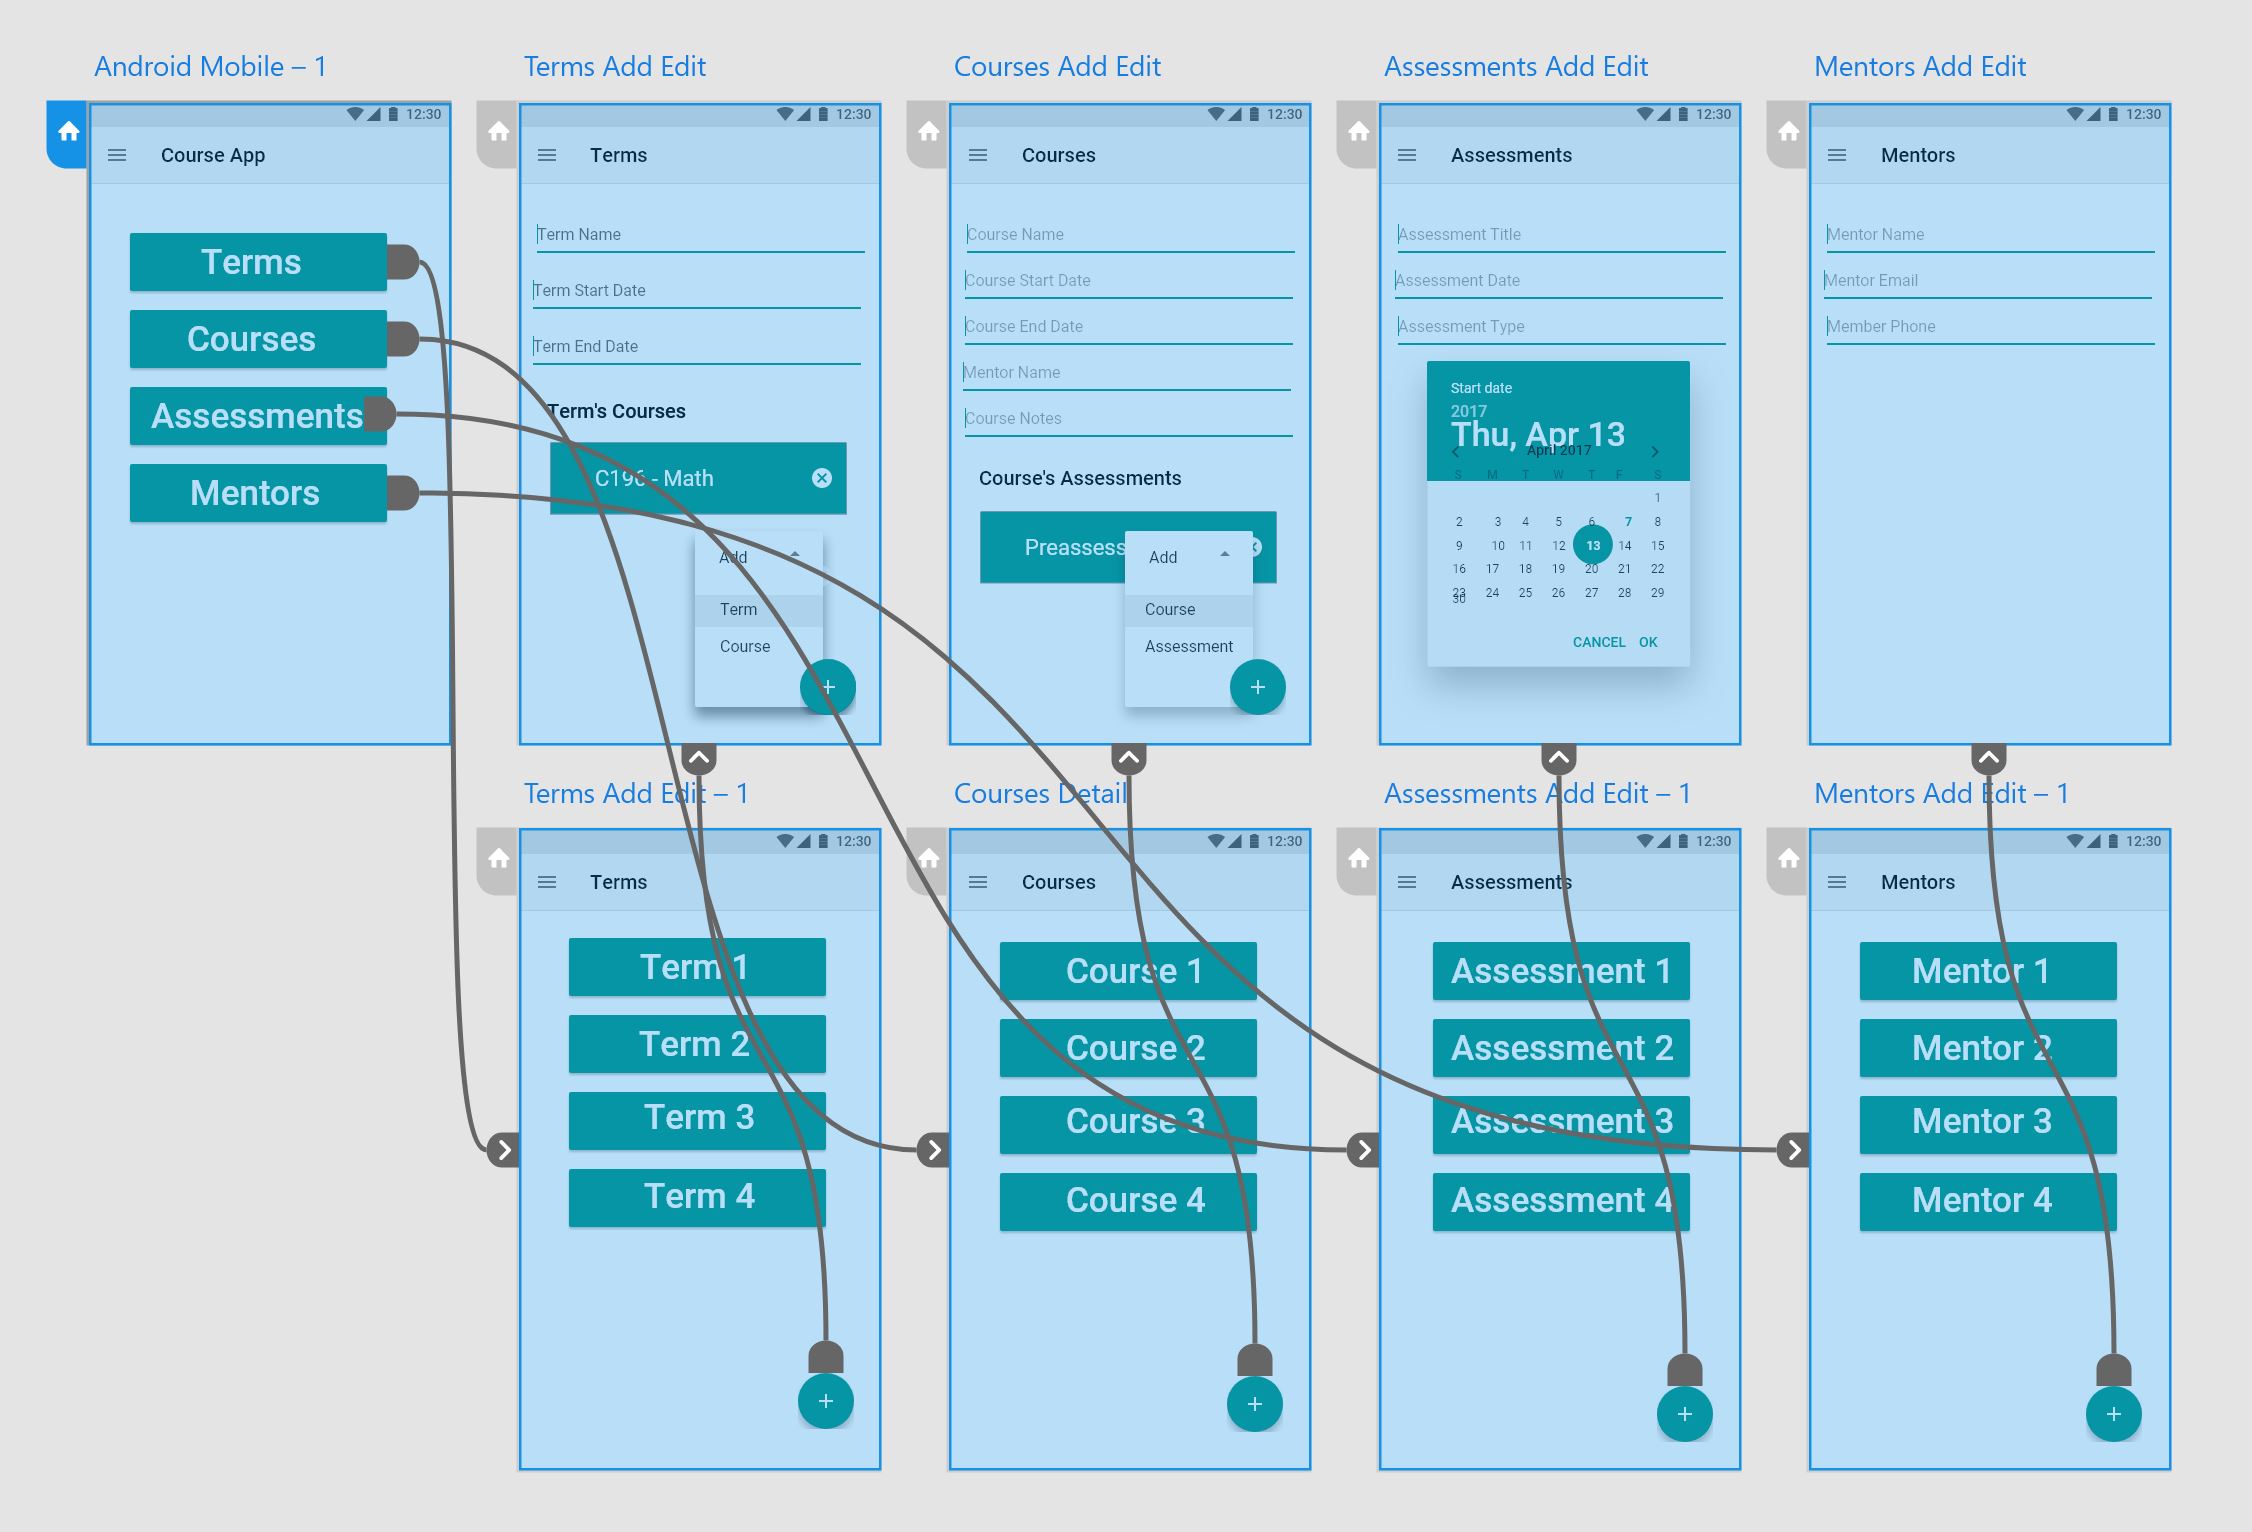 Android Mobile – 1
12:30
Course App
Terms
Courses
Assessments
Mentors
Terms Add Edit
12:30
Terms
Term Name
Term Start Date
Term End Date
Term's Courses
C196 - Math
Add
Term
Course
Courses Add Edit
12:30
Courses
Course Name
Course Start Date
Course End Date
Mentor Name
Course Notes
Course's Assessments
Preassess
Add
Course
Assessment
Assessments Add Edit
12:30
Assessments
Assessment Title
Assessment Date
Assessment Type
Start date
2017
Thu, Apr 13
April 2017
S M T W T F S
1
2 3 4 5 6 7 8
9 10 11 12 13 14 15
16 17 18 19 20 21 22
23 24 25 26 27 28 29
30
CANCEL OK
Mentors Add Edit
12:30
Mentors
Mentor Name
Mentor Email
Member Phone
Terms Add Edit – 1
12:30
Terms
Term 1
Term 2
Term 3
Term 4
Courses Detail
12:30
Courses
Course 1
Course 2
Course 3
Course 4
Assessments Add Edit – 1
12:30
Assessments
Assessment 1
Assessment 2
Assessment 3
Assessment 4
Mentors Add Edit – 1
12:30
Mentors
Mentor 1
Mentor 2
Mentor 3
Mentor 4